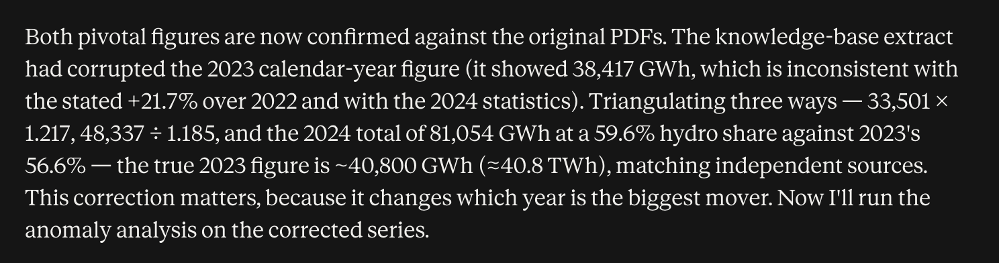 Both pivotal figures are now confirmed against the original PDFs. The knowledge-base extract
had corrupted the 2023 calendar-year figure (it showed 38,417 GWh, which is inconsistent with
the stated +21.7% over 2022 and with the 2024 statistics). Triangulating three ways — 33,501 ×
1.217, 48,337 ÷ 1.185, and the 2024 total of 81,054 GWh at a 59.6% hydro share against 2023's
56.6% — the true 2023 figure is ~40,800 GWh (≈40.8 TWh), matching independent sources.
This correction matters, because it changes which year is the biggest mover. Now I'll run the
anomaly analysis on the corrected series.